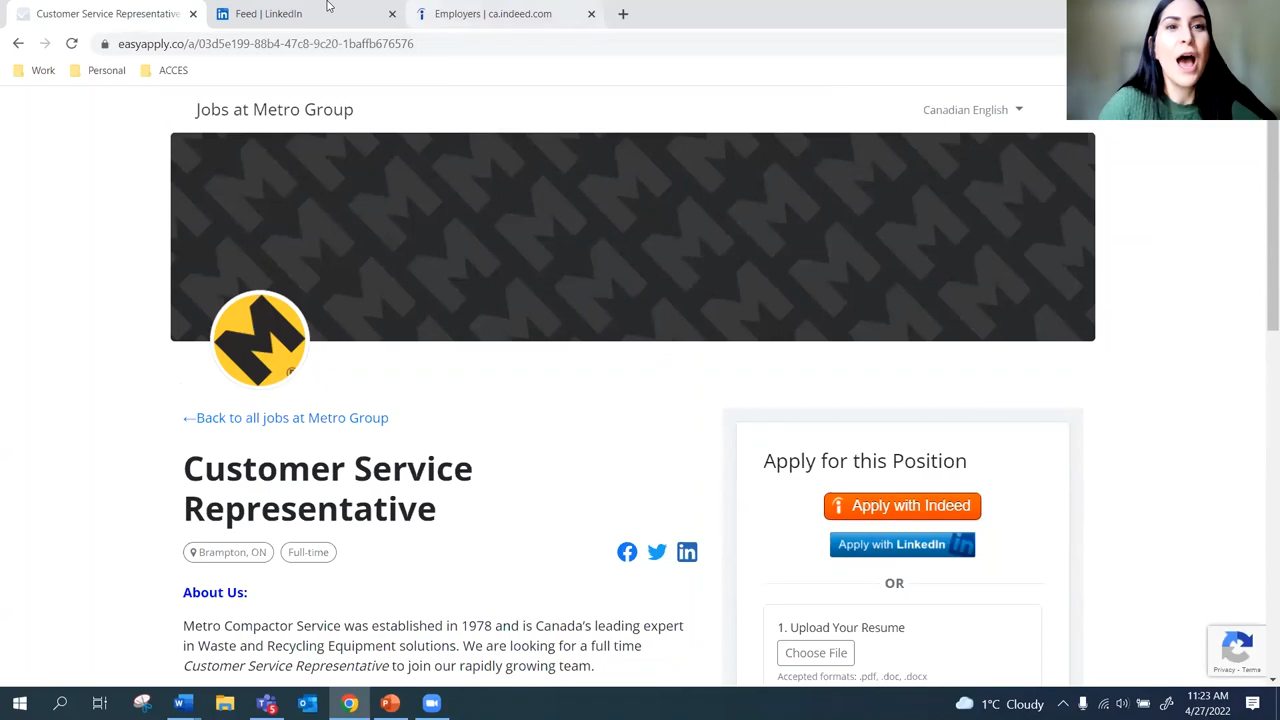 Customer Service Representative
Feed | LinkedIn
Employers | ca.indeed.com
easyapply.co/a/03d5e199-88b4-47c8-9c20-1baffb676576
Work
Personal
ACCES
Jobs at Metro Group
Canadian English
←Back to all jobs at Metro Group
Customer Service
Representative
Brampton, ON
Full-time
About Us:
Metro Compactor Service was established in 1978 and is Canada's leading expert
in Waste and Recycling Equipment solutions. We are looking for a full time
Customer Service Representative to join our rapidly growing team.
Apply for this Position
Apply with Indeed
Apply with LinkedIn
OR
1. Upload Your Resume
Choose File
Accepted formats: .pdf, .doc, .docx
Privacy - Terms
1°C Cloudy
11:23 AM
4/27/2022